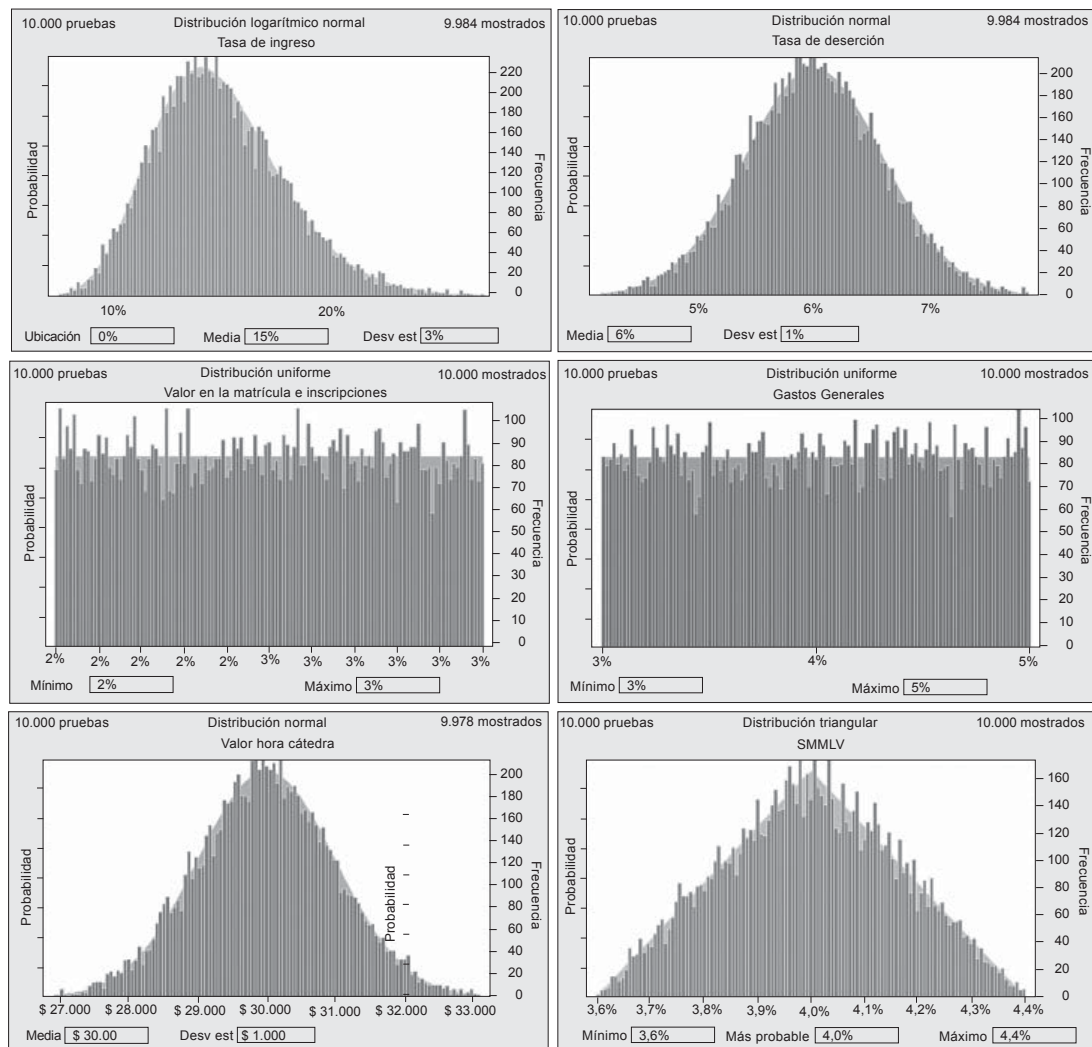 10.000 pruebas Distribución logarítmico normal 9.984 mostrados
Tasa de ingreso
Probabilidad
Frecuencia
220
200
180
160
140
120
100
80
60
40
20
0
10% 20%
Ubicación 0% Media 15% Desv est 3%
10.000 pruebas Distribución normal 9.984 mostrados
Tasa de deserción
Probabilidad
Frecuencia
200
180
160
140
120
100
80
60
40
20
0
5% 6% 7%
Media 6% Desv est 1%
10.000 pruebas Distribución uniforme 10.000 mostrados
Valor en la matrícula e inscripciones
Probabilidad
Frecuencia
100
90
80
70
60
50
40
30
20
10
0
2% 2% 2% 2% 2% 3% 3% 3% 3% 3% 3%
Mínimo 2% Máximo 3%
10.000 pruebas Distribución uniforme 10.000 mostrados
Gastos Generales
Probabilidad
Frecuencia
100
90
80
70
60
50
40
30
20
10
0
3% 4% 5%
Mínimo 3% Máximo 5%
10.000 pruebas Distribución normal 9.978 mostrados
Valor hora cátedra
Probabilidad
Probabilidad
Frecuencia
200
180
160
140
120
100
80
60
40
20
0
$ 27.000 $ 28.000 $ 29.000 $ 30.000 $ 31.000 $ 32.000 $ 33.000
Media $ 30.00 Desv est $ 1.000
10.000 pruebas Distribución triangular 10.000 mostrados
SMMLV
Probabilidad
Frecuencia
160
140
120
100
80
60
40
20
0
3,6% 3,7% 3,8% 3,9% 4,0% 4,1% 4,2% 4,3% 4,4%
Mínimo 3,6% Más probable 4,0% Máximo 4,4%